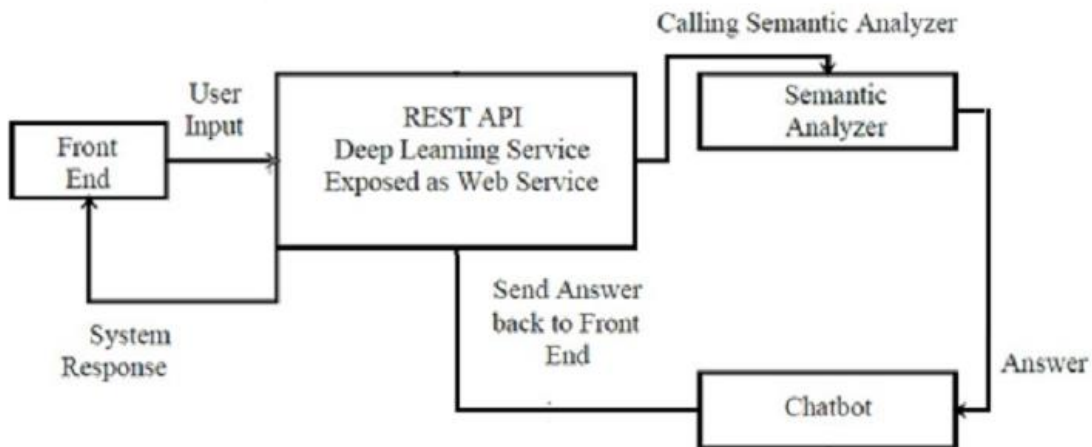 Calling Semantic Analyzer
User
Input
REST API
Deep Learning Service
Exposed as Web Service
Semantic
Analyzer
Front
End
Send Answer
back to Front
End
System
Response
Answer
Chatbot